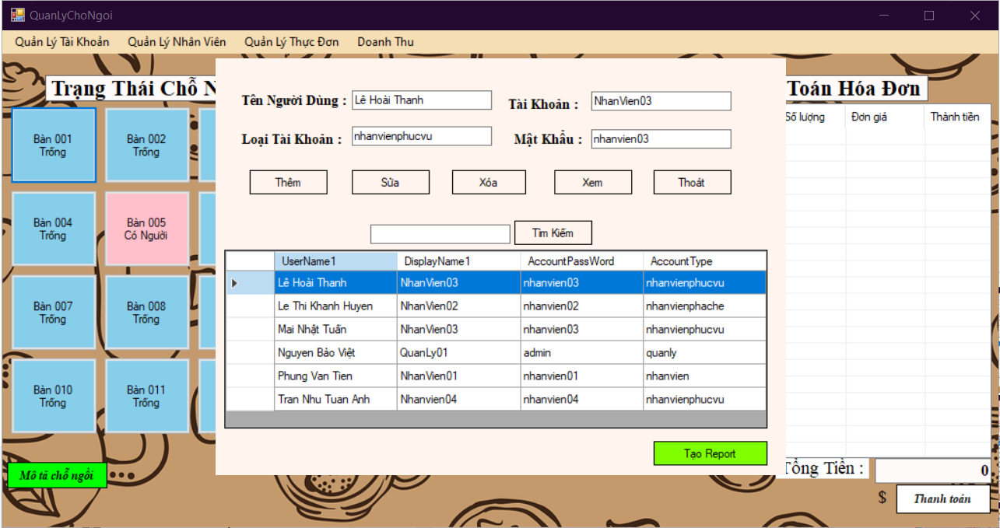 QuanLyChoNgoi
Quản Lý Tài Khoản Quản Lý Nhân Viên Quản Lý Thực Đơn Doanh Thu
Trạng Thái Chỗ N
Bàn 001
Trống
Bàn 002
Trống
Bàn 004
Trống
Bàn 005
Có Người
Bàn 007
Trống
Bàn 008
Trống
Bàn 010
Trống
Bàn 011
Trống
Mô tả chỗ ngồi
Tên Người Dùng : Lê Hoài Thanh Tài Khoản : NhanVien03
Loại Tài Khoản : nhanvienphucvu Mật Khẩu : nhanvien03
Thêm Sửa Xóa Xem Thoát
Tìm Kiếm
UserName1 DisplayName1 AccountPassWord AccountType
Lê Hoài Thanh NhanVien03 nhanvien03 nhanvienphucvu
Le Thi Khanh Huyen NhanVien02 nhanvien02 nhanvienphache
Mai Nhật Tuấn NhanVien03 nhanvien03 nhanvienphucvu
Nguyen Bảo Việt QuanLy01 admin quanly
Phung Van Tien NhanVien01 nhanvien01 nhanvien
Tran Nhu Tuan Anh Nhanvien04 nhanvien04 nhanvienphucvu
Tạo Report
Toán Hóa Đơn
Số lượng Đơn giá Thành tiền
Tổng Tiền : 0
$ Thanh toán